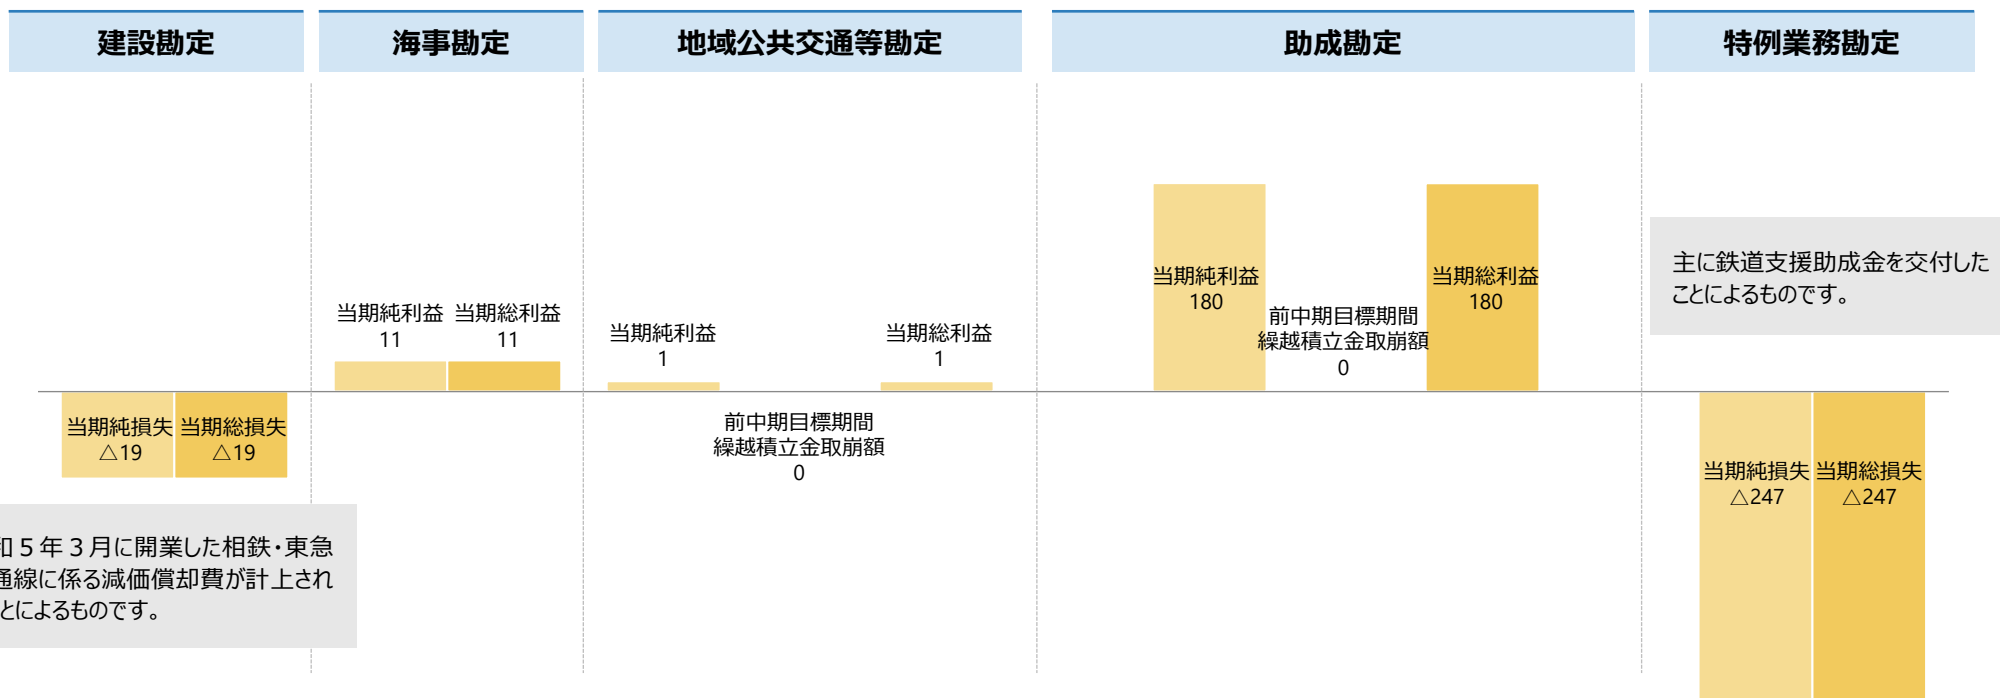 建設勘定
海事勘定
地域公共交通等勘定
助成勘定
特例業務勘定
当期純損失
△19
当期総損失
△19
和５年３月に開業した相鉄・東急
通線に係る減価償却費が計上され
とによるものです。
当期純利益
11
当期総利益
11
当期純利益
1
前中期目標期間
繰越積立金取崩額
0
当期総利益
1
当期純利益
180
前中期目標期間
繰越積立金取崩額
0
当期総利益
180
主に鉄道支援助成金を交付した
ことによるものです。
当期純損失
△247
当期総損失
△247